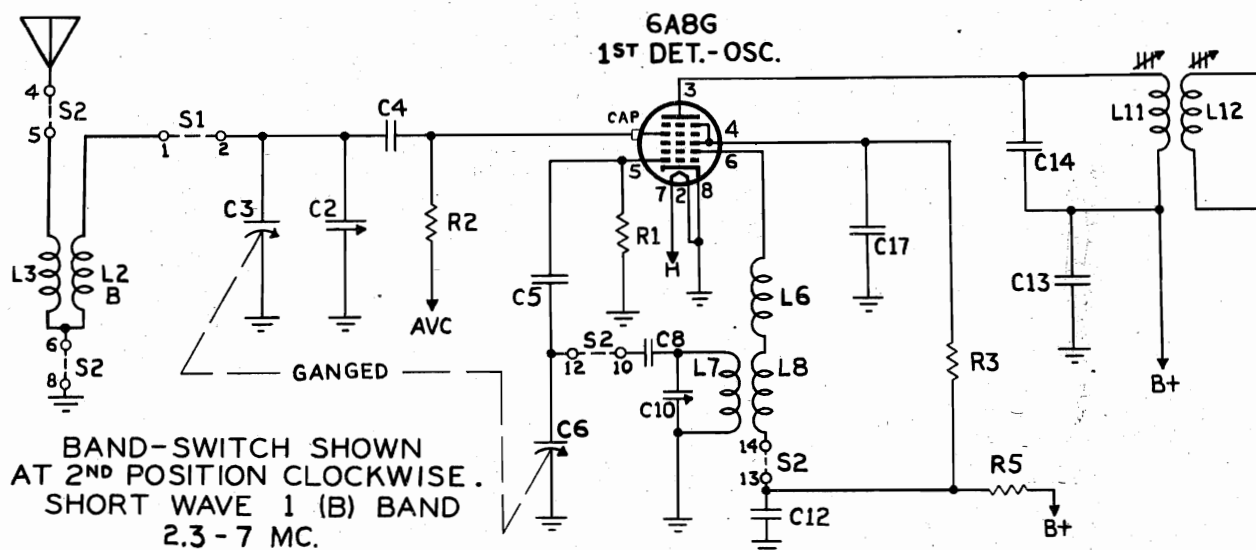 6A8G
1ST DET.-OSC.
4
S2
5
S1
1
2
C4
CAP
3
4
6
5
7
2
8
L11
L12
C14
C3
C2
R2
R1
H
C17
L3
L2
B
C5
L6
C13
AVC
6
S2
8
GANGED
S2
12
10
C8
L7
L8
C10
R3
B+
C6
14
S2
13
R5
C12
B+
BAND-SWITCH SHOWN
AT 2ND POSITION CLOCKWISE.
SHORT WAVE 1 (B) BAND
2.3-7 MC.